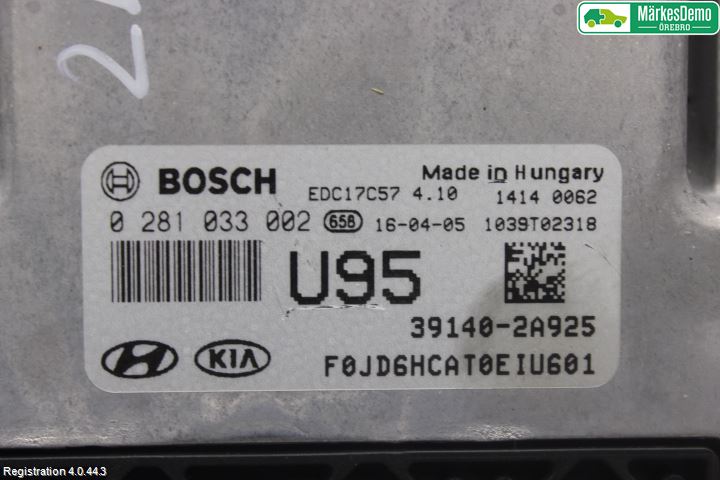 MärkesDemo
ÖREBRO
BOSCH
Made in Hungary
EDC17C57 4.10
1414 0062
0 281 033 002 658 16-04-05 1039T02318
U95
39140-2A925
KIA
F0JD6HCAT0EIU601
Registration 4.0.44.3